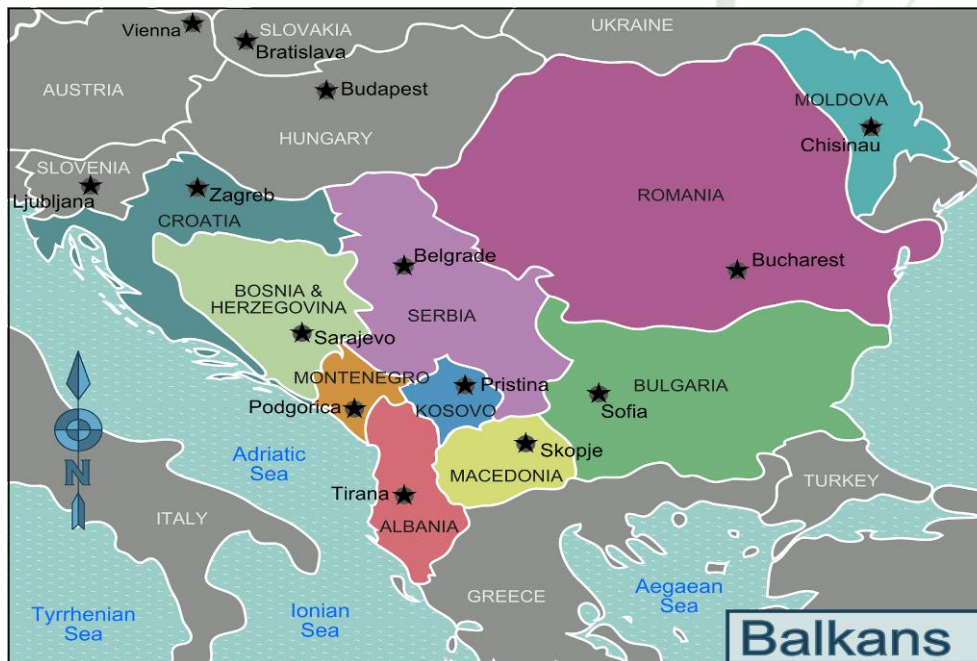 UKRAINE
Vienna
SLOVAKIA
Bratislava
AUSTRIA
Budapest
HUNGARY
MOLDOVA
Chisinau
SLOVENIA
Ljubljana
Zagreb
CROATIA
ROMANIA
Belgrade
Bucharest
BOSNIA &
HERZEGOVINA
SERBIA
Sarajevo
MONTENEGRO
Pristina
BULGARIA
Podgorica
KOSOVO
Sofia
Adriatic
Sea
Skopje
MACEDONIA
N
TURKEY
Tirana
ITALY
ALBANIA
Aegaean
Sea
GREECE
Tyrrhenian
Sea
Ionian
Sea
Balkans